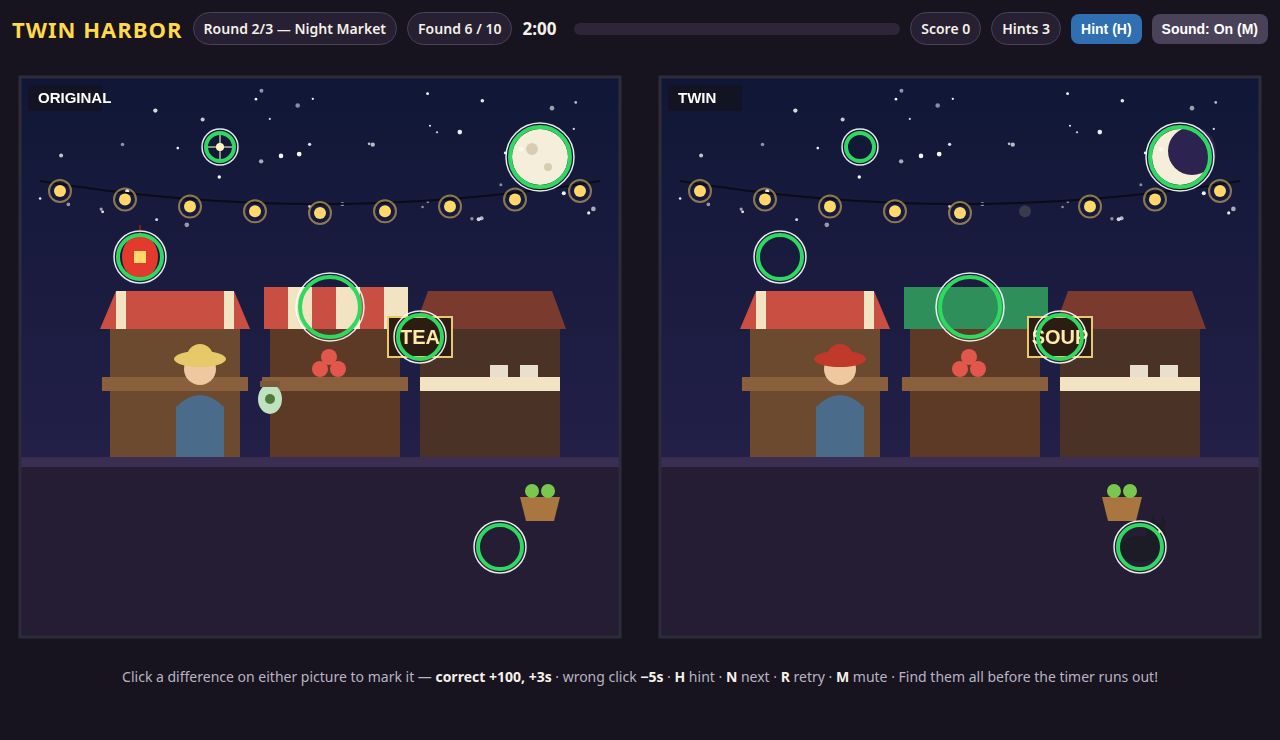 TWIN HARBOR
Round 2/3 — Night Market
Found 6 / 10
2:00
Score 0
Hints 3
Hint (H)
Sound: On (M)
ORIGINAL
TWIN
TEA
SOUP
Click a difference on either picture to mark it — correct +100, +3s · wrong click −5s · H hint · N next · R retry · M mute · Find them all before the timer runs out!